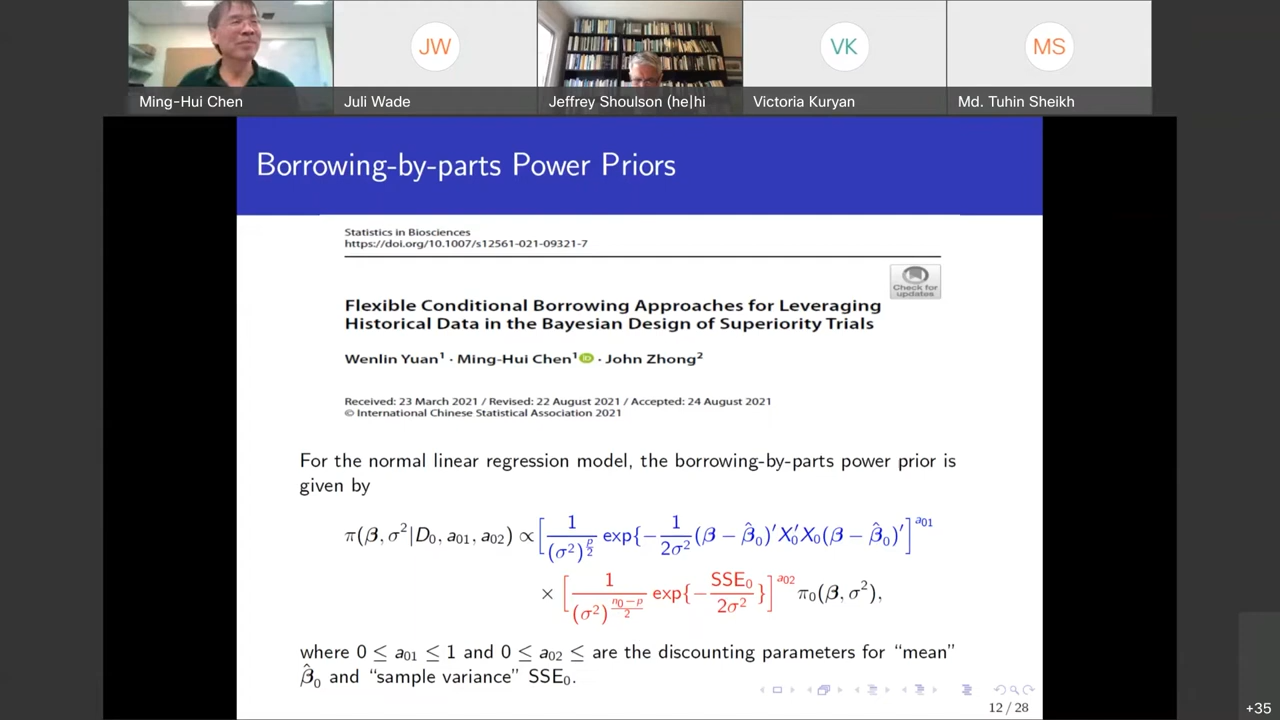 JW
VK
MS
Ming-Hui Chen
Juli Wade
Jeffrey Shoulson (he|hi
Victoria Kuryan
Md. Tuhin Sheikh
Borrowing-by-parts Power Priors
Statistics in Biosciences
https://doi.org/10.1007/s12561-021-09321-7
Check for
updates
Flexible Conditional Borrowing Approaches for Leveraging
Historical Data in the Bayesian Design of Superiority Trials
Wenlin Yuan¹ · Ming-Hui Chen¹ iD · John Zhong²
Received: 23 March 2021 / Revised: 22 August 2021 / Accepted: 24 August 2021
© International Chinese Statistical Association 2021
For the normal linear regression model, the borrowing-by-parts power prior is
given by
π(β, σ²|D₀, a₀₁, a₀₂) ∝ [1/(σ²)^{p/2} exp{−1/2σ² (β − β̂₀)′X₀′X₀(β − β̂₀)′]^{a₀₁}
× [1/(σ²)^{(n₀−p)/2} exp{−SSE₀/2σ²}]^{a₀₂} π₀(β, σ²),
where 0 ≤ a₀₁ ≤ 1 and 0 ≤ a₀₂ ≤ are the discounting parameters for “mean”
β̂₀ and “sample variance” SSE₀.
12 / 28
+35